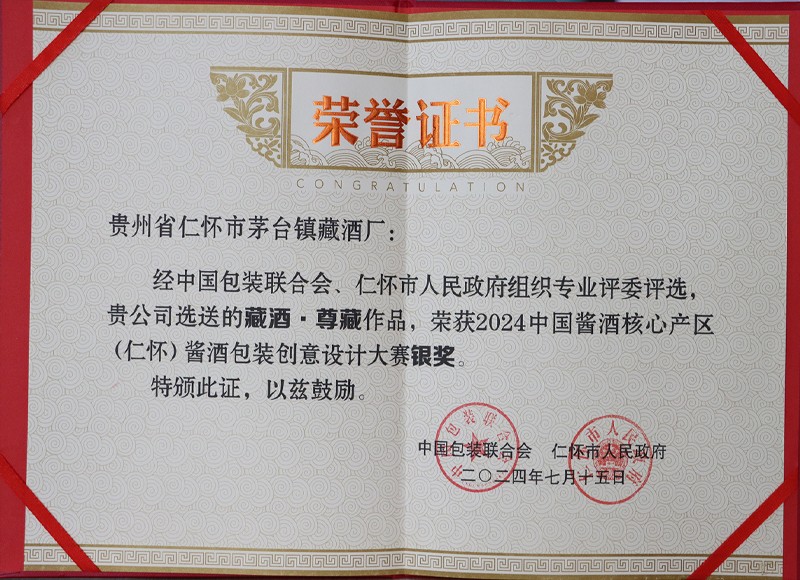 荣誉证书
CONGRATULATION
贵州省仁怀市茅台镇藏酒厂：
经中国包装联合会、仁怀市人民政府组织专业评委评选，
贵公司选送的藏酒·尊藏作品，荣获2024中国酱酒核心产区
（仁怀）酱酒包装创意设计大赛银奖。
特颁此证，以兹鼓励。
中国包装联合会 仁怀市人民政府
二〇二四年七月十五日